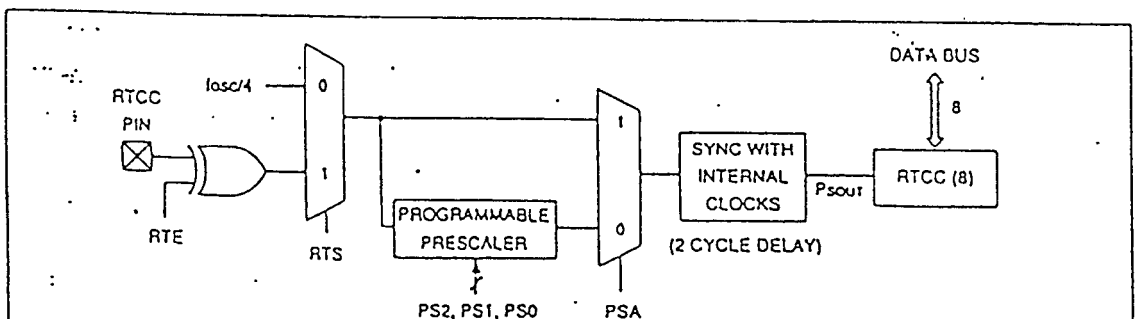 DATA BUS
8
RTCC
PIN
fosc/4
0
1
RTE
RTS
PROGRAMMABLE
PRESCALER
PS2, PS1, PS0
1
0
PSA
SYNC WITH
INTERNAL
CLOCKS
(2 CYCLE DELAY)
PSOUT
RTCC (8)